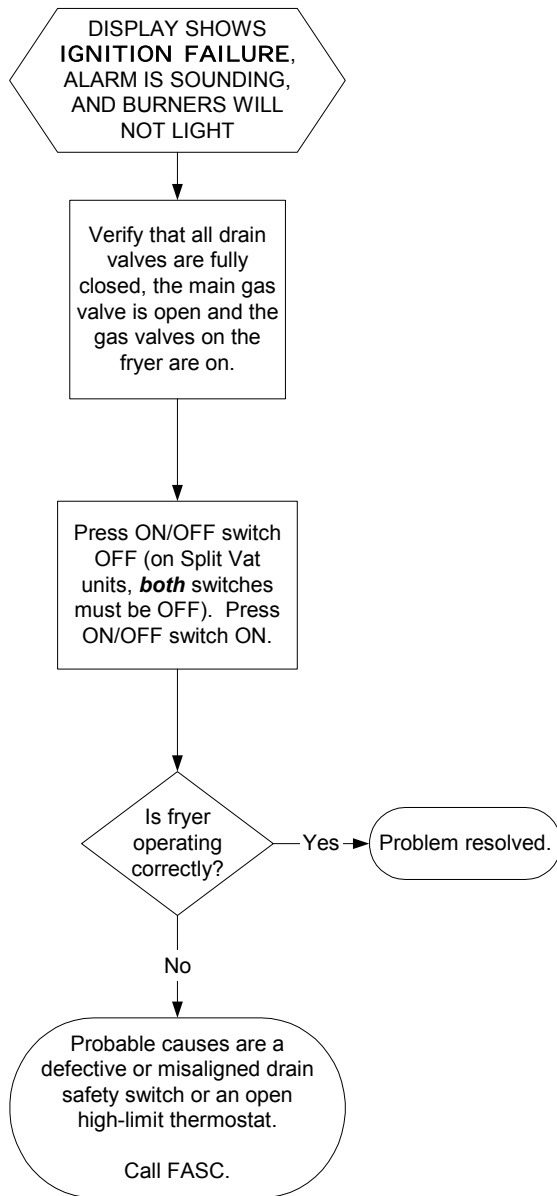 DISPLAY SHOWS
IGNITION FAILURE,
ALARM IS SOUNDING,
AND BURNERS WILL
NOT LIGHT
Verify that all drain
valves are fully
closed, the main gas
valve is open and the
gas valves on the
fryer are on.
Press ON/OFF switch
OFF (on Split Vat
units, both switches
must be OFF).  Press
ON/OFF switch ON.
Is fryer
operating
correctly?
Yes
Problem resolved.
No
Probable causes are a
defective or misaligned drain
safety switch or an open
high-limit thermostat.
Call FASC.